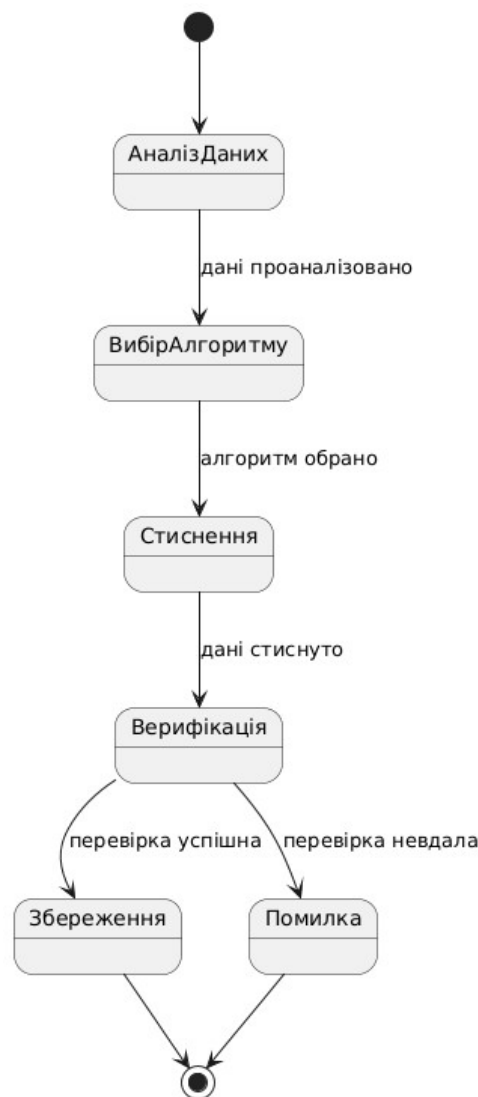 АналізДаних
дані проаналізовано
ВибірАлгоритму
алгоритм обрано
Стиснення
дані стиснуто
Верифікація
перевірка успішна
перевірка невдала
Збереження
Помилка